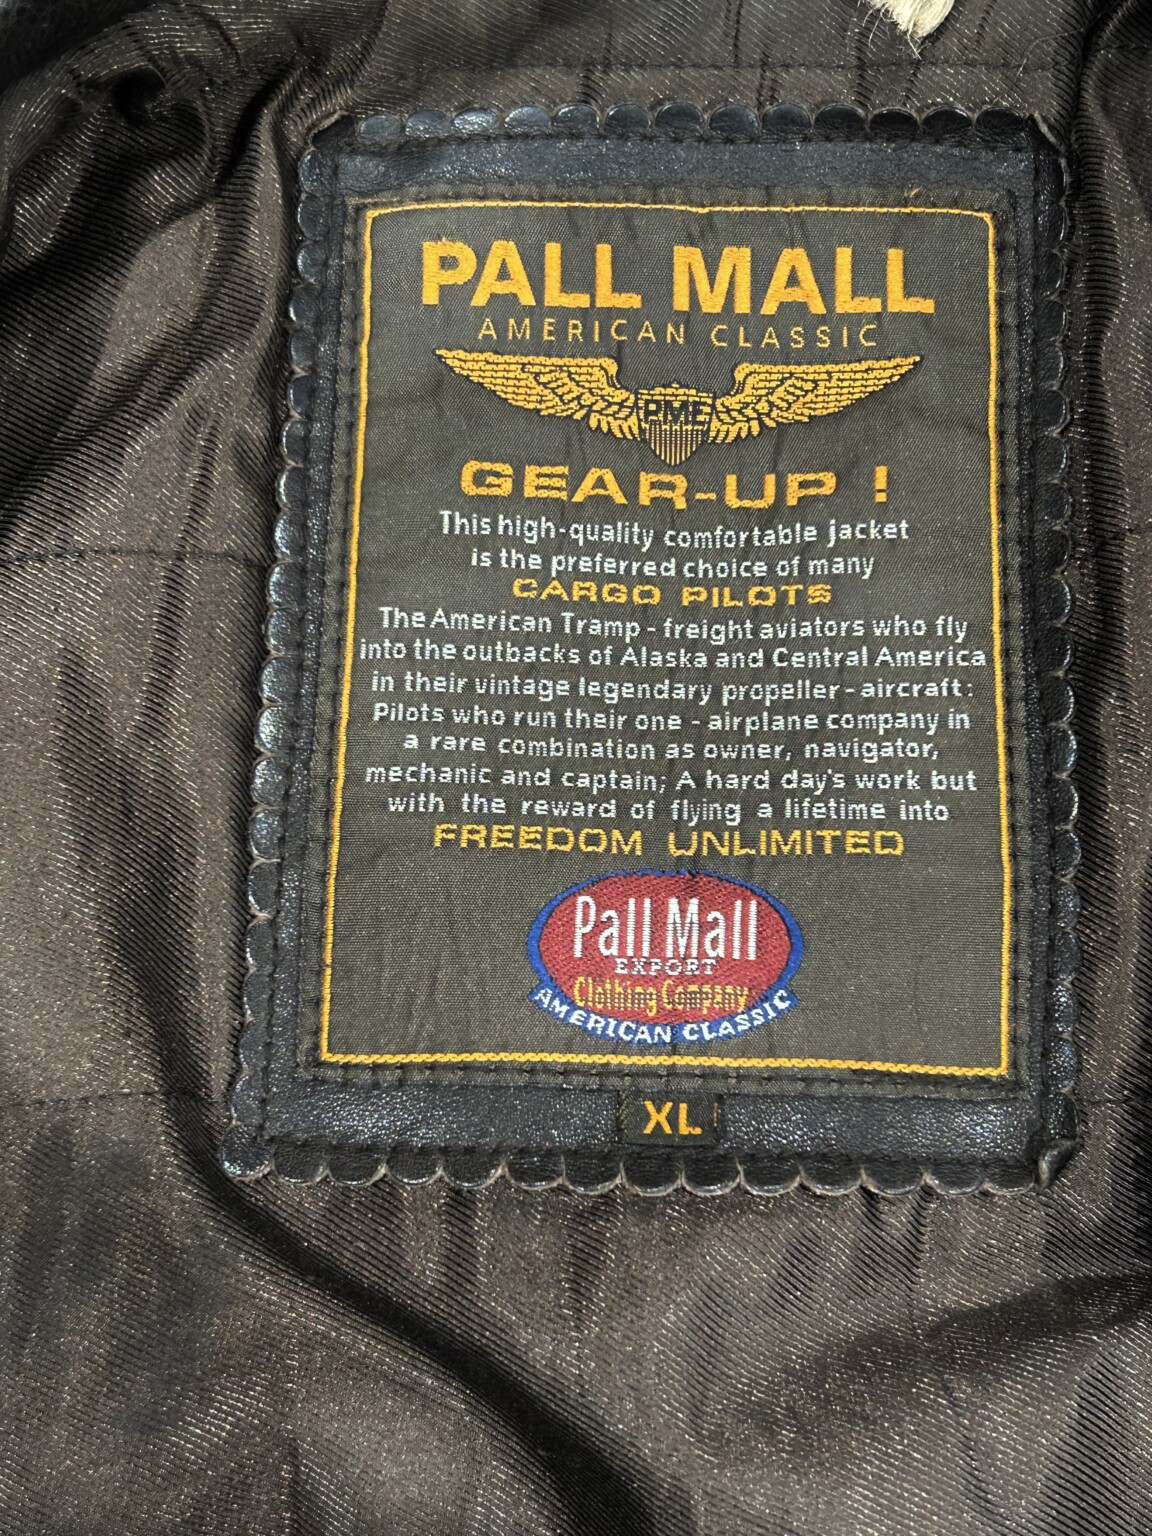 PALL MALL
AMERICAN CLASSIC
PME
GEAR-UP !
This high-quality comfortable jacket
is the preferred choice of many
CARGO PILOTS
The American Tramp - freight aviators who fly
into the outbacks of Alaska and Central America
in their vintage legendary propeller - aircraft:
Pilots who run their one - airplane company in
a rare combination as owner, navigator,
mechanic and captain; A hard day's work but
with the reward of flying a lifetime into
FREEDOM UNLIMITED
Pall Mall
EXPORT
Clothing Company
AMERICAN CLASSIC
XL